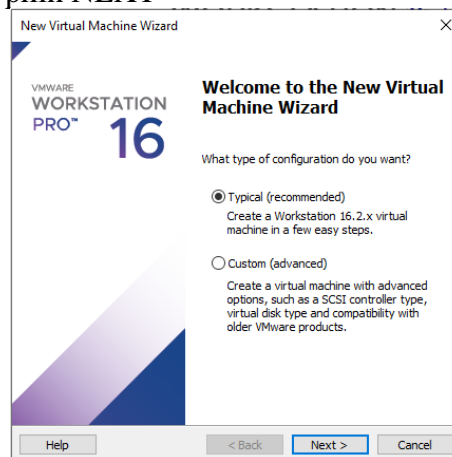 NEXT
New Virtual Machine Wizard
VMWARE
WORKSTATION
PRO™ 16
Welcome to the New Virtual
Machine Wizard
What type of configuration do you want?
Typical (recommended)
Create a Workstation 16.2.x virtual
machine in a few easy steps.
Custom (advanced)
Create a virtual machine with advanced
options, such as a SCSI controller type,
virtual disk type and compatibility with
older VMware products.
Help
< Back
Next >
Cancel